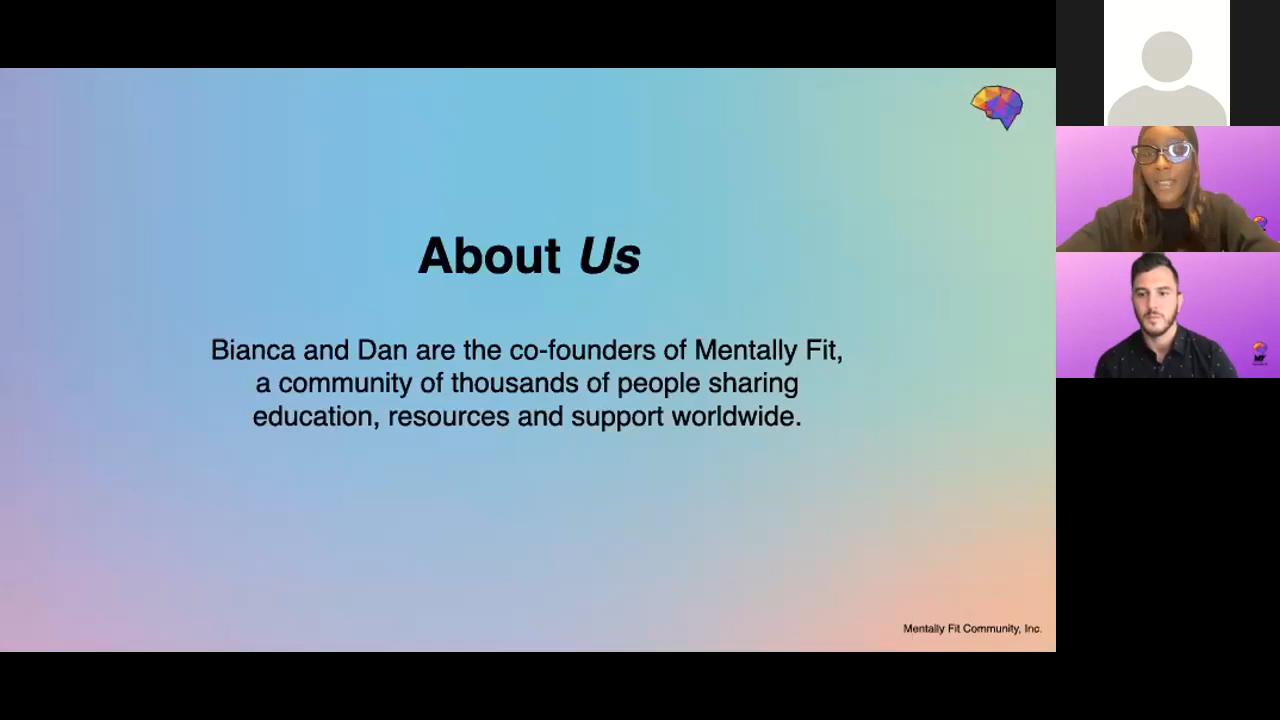 About Us
Bianca and Dan are the co-founders of Mentally Fit,
a community of thousands of people sharing
education, resources and support worldwide.
Mentally Fit Community, Inc.